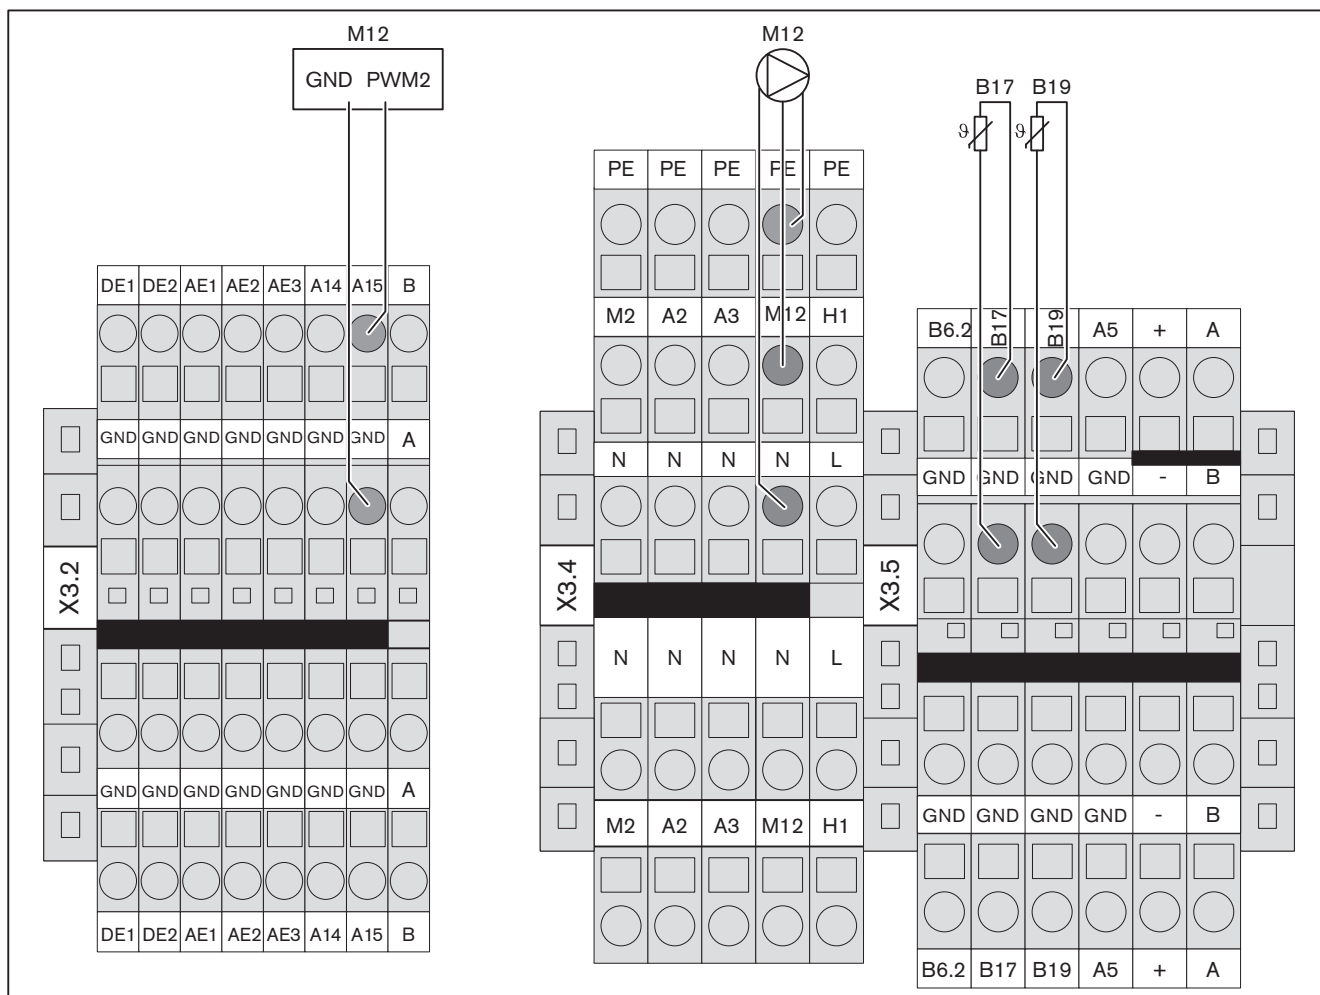 M12
GND PWM2
DE1 DE2 AE1 AE2 AE3 A14 A15 B
GND GND GND GND GND GND GND A
X3.2
GND GND GND GND GND GND GND A
DE1 DE2 AE1 AE2 AE3 A14 A15 B
M12
PE PE PE PE PE
M2 A2 A3 M12 H1
N N N N L
X3.4
N N N N L
M2 A2 A3 M12 H1
B17 B19
ϑ ϑ
B6.2 B17 B19 A5 + A
GND GND GND GND - B
X3.5
GND GND GND GND - B
B6.2 B17 B19 A5 + A